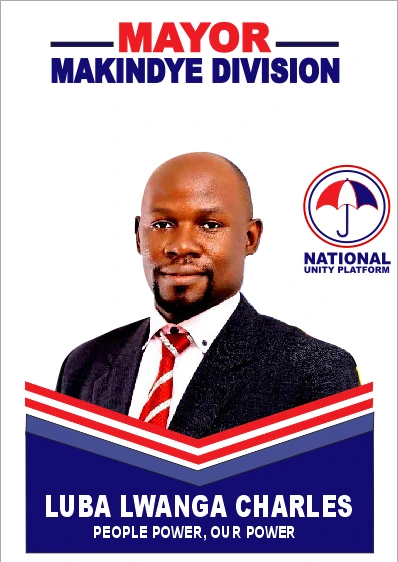 MAYOR
MAKINDYE DIVISION
NATIONAL
UNITY PLATFORM
LUBA LWANGA CHARLES
PEOPLE POWER, OUR POWER